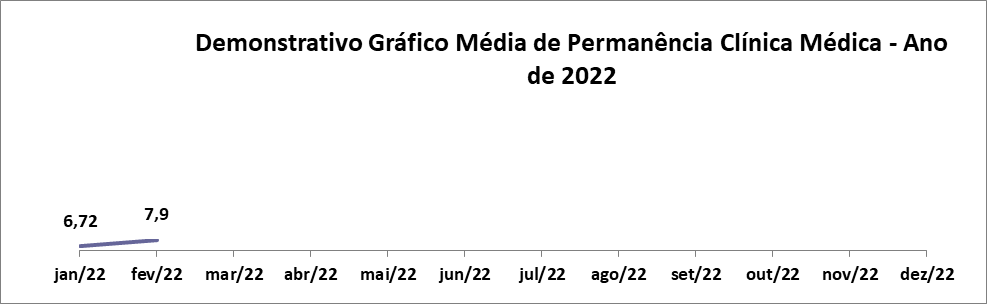 Demonstrativo Gráfico Média de Permanência Clínica Médica - Ano
de 2022
6,72
7,9
jan/22 fev/22 mar/22 abr/22 mai/22 jun/22 jul/22 ago/22 set/22 out/22 nov/22 dez/22